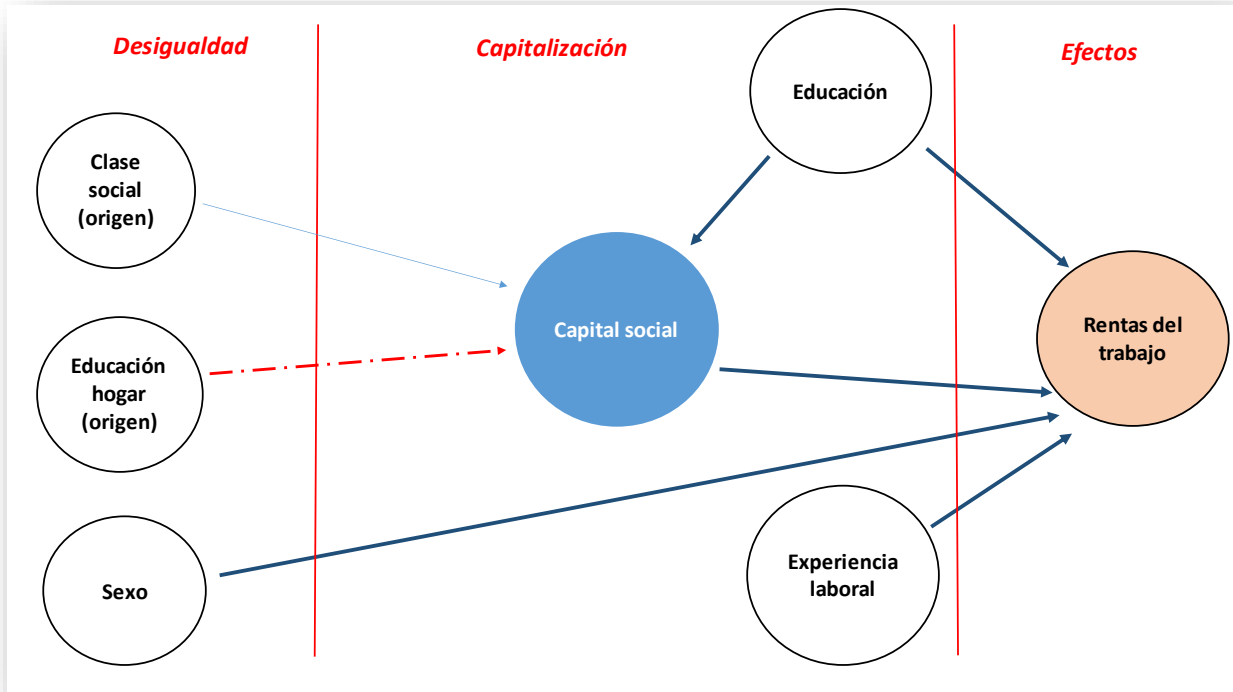 Desigualdad
Capitalización
Efectos
Educación
Clase
social
(origen)
Capital social
Rentas del
trabajo
Educación
hogar
(origen)
Sexo
Experiencia
laboral